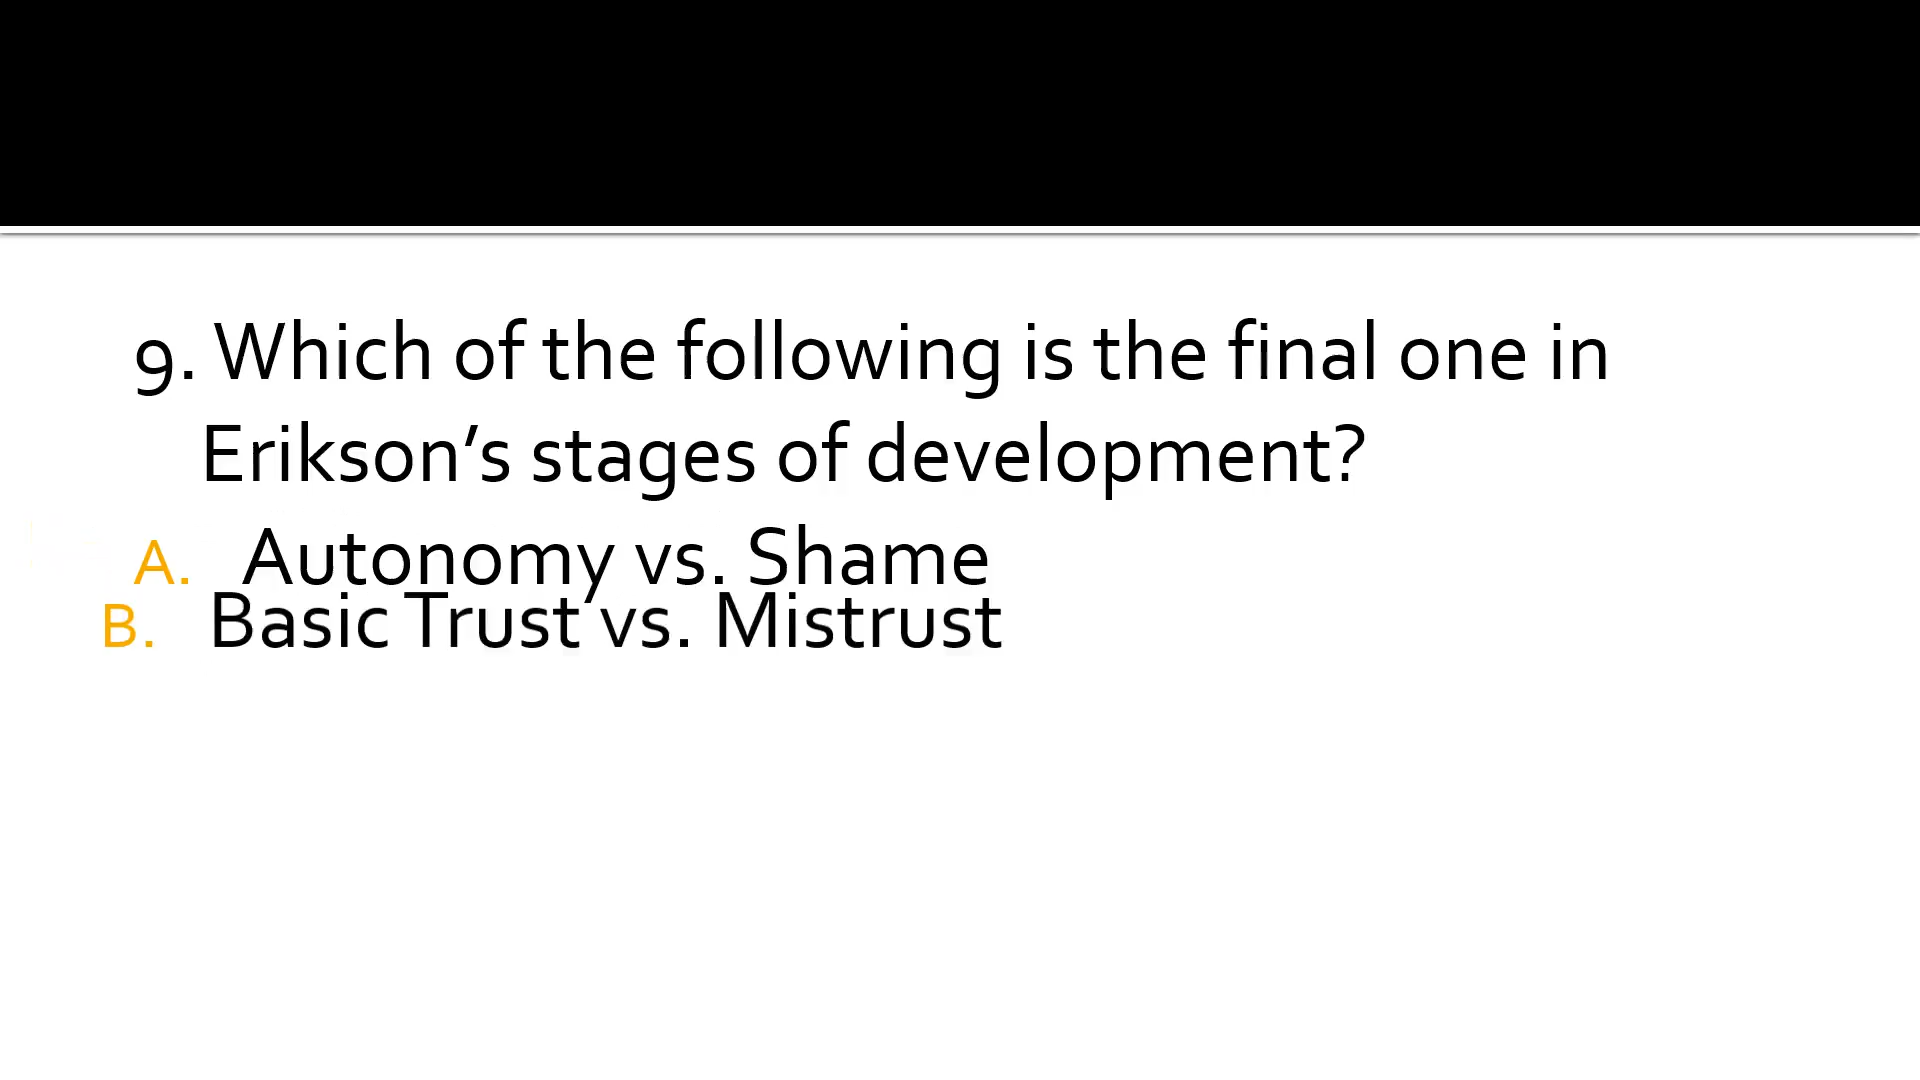 9. Which of the following is the final one in
Erikson’s stages of development?
A. Autonomy vs. Shame
B. Basic Trust vs. Mistrust